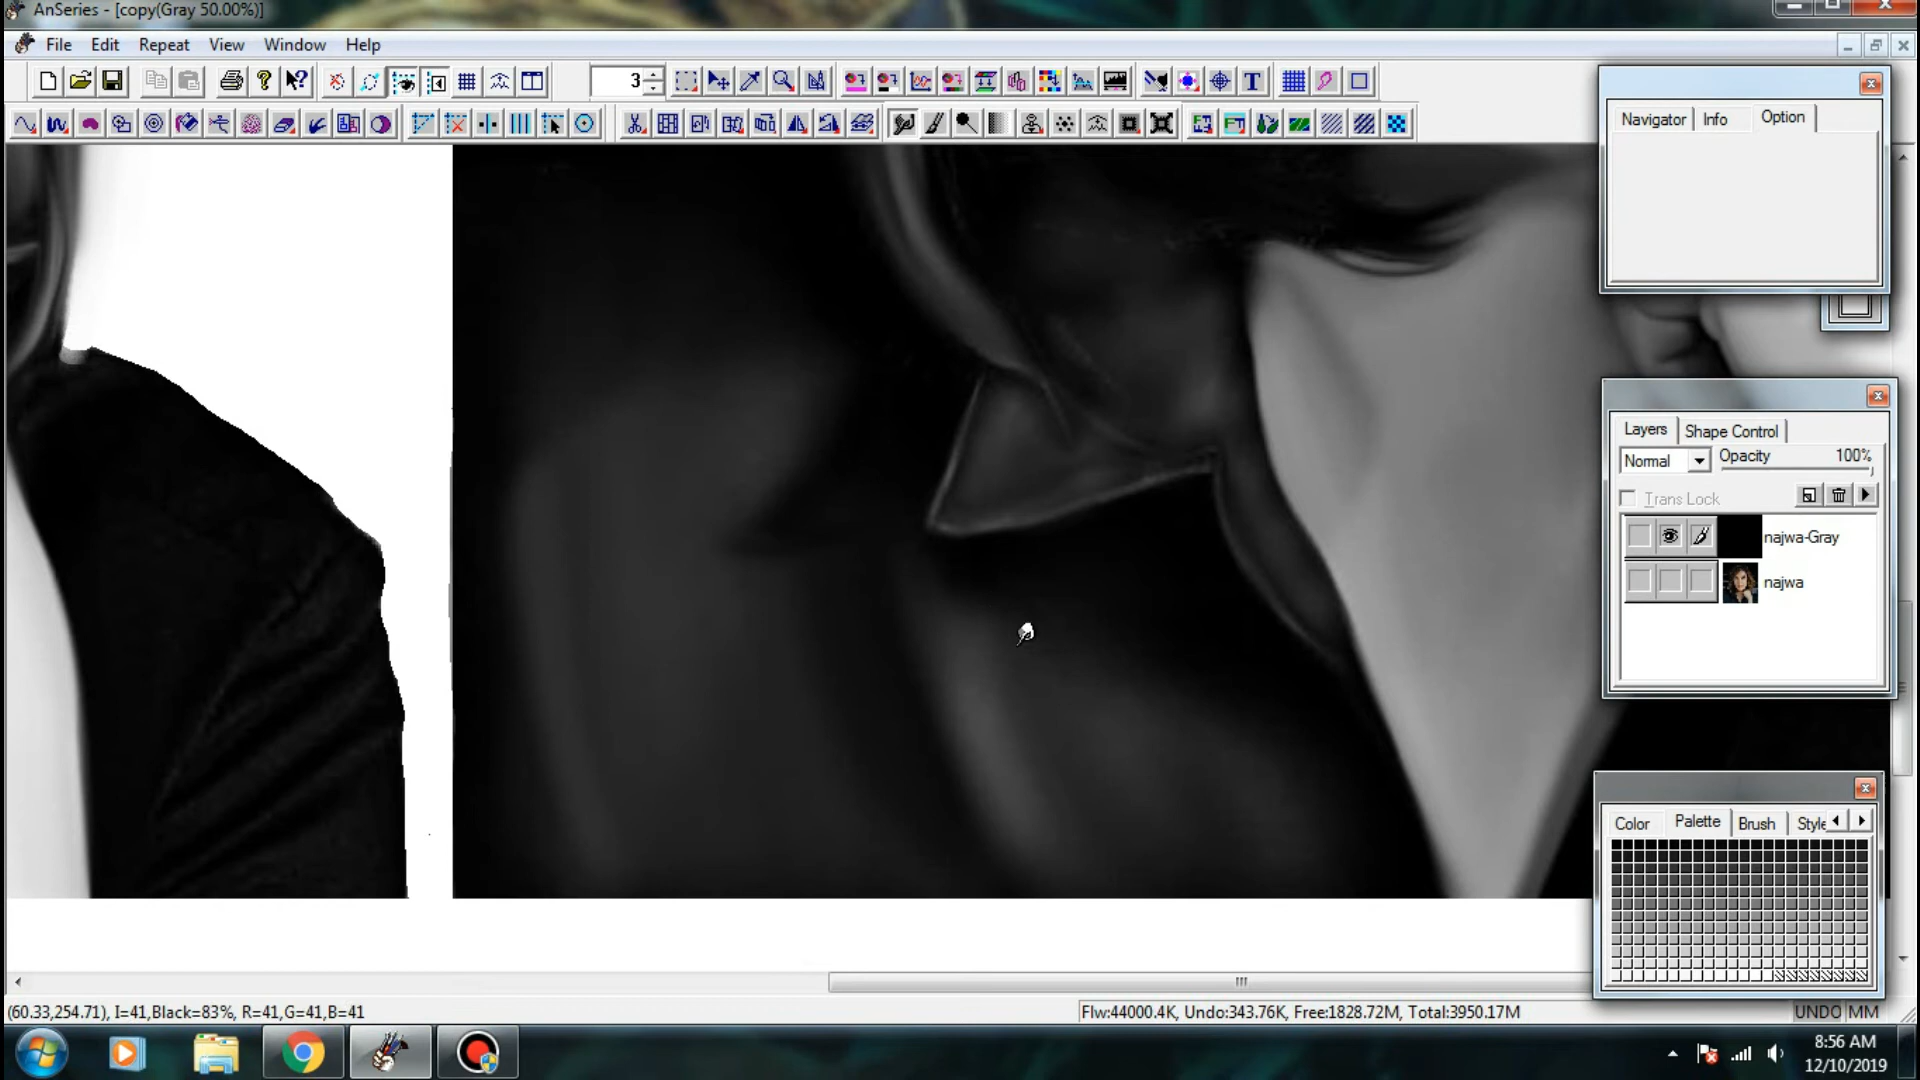 AnSeries - [copy(Gray 50.00%)]
File Edit Repeat View Window Help
3
Navigator Info Option
Layers Shape Control
Normal Opacity 100%
Trans Lock
najwa-Gray
najwa
Color Palette Brush Style
(60.33,254.71), I=41,Black=83%, R=41,G=41,B=41
Flw:44000.4K, Undo:343.76K, Free:1828.72M, Total:3950.17M
UNDO MM
8:56 AM
12/10/2019